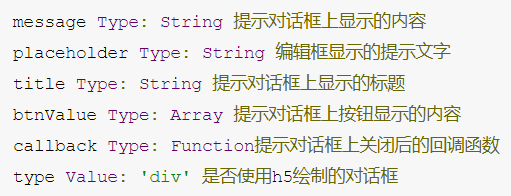 message Type: String 提示对话框上显示的内容
placeholder Type: String 编辑框显示的提示文字
title Type: String 提示对话框上显示的标题
btnValue Type: Array 提示对话框上按钮显示的内容
callback Type: Function提示对话框上关闭后的回调函数
type Value: 'div' 是否使用h5绘制的对话框